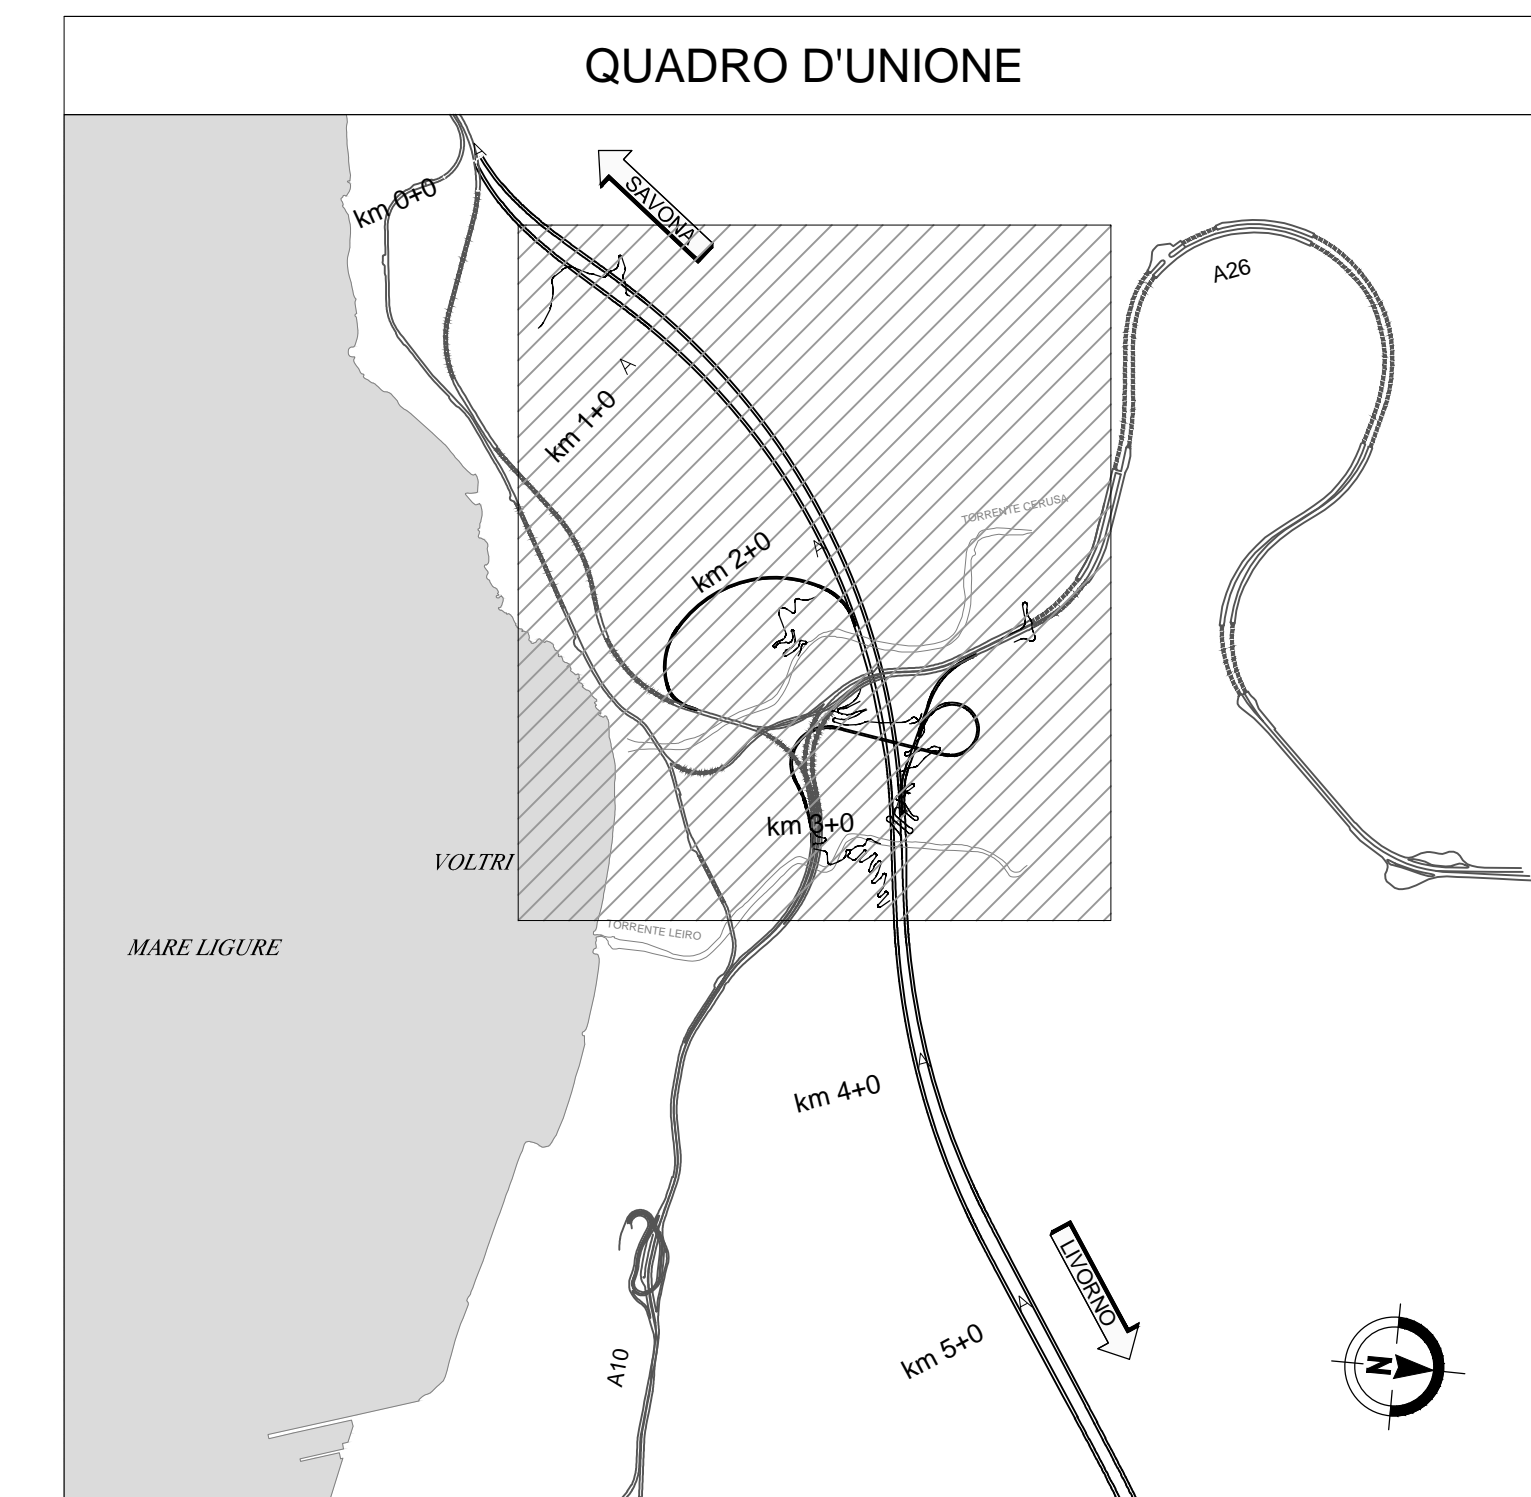 QUADRO D'UNIONE
km 0+0
SAVONA
A26
km 1+0
TORRENTE CERUSA
km 2+0
km 3+0
VOLTRI
TORRENTE LEIRO
MARE LIGURE
km 4+0
LIVORNO
km 5+0
A10
N